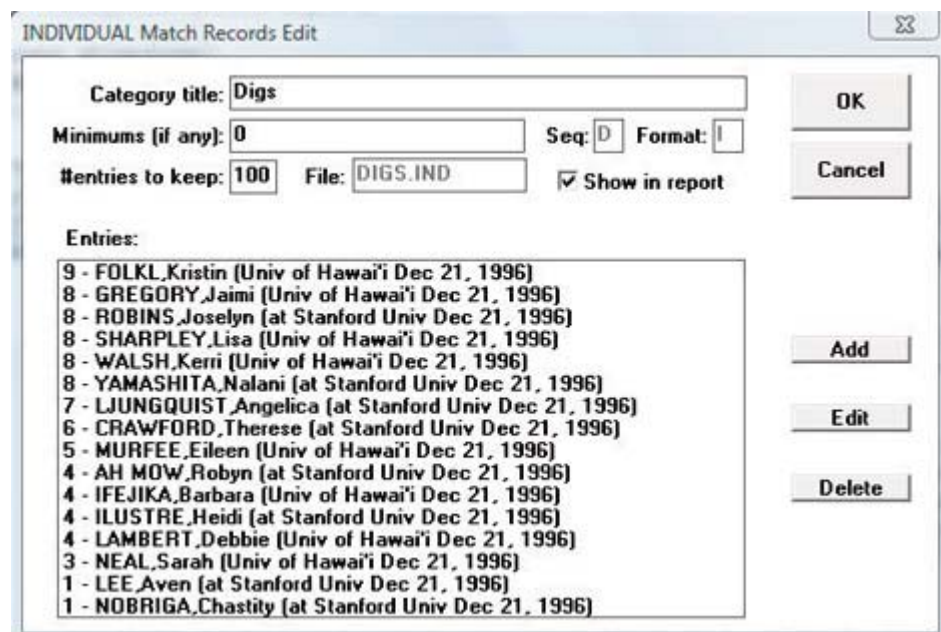 INDIVIDUAL Match Records Edit
Category title: Digs
OK
Minimums (if any): 0 Seq: D Format: I
#entries to keep: 100 File: DIGS.IND Show in report
Cancel
Entries:
9 - FOLKL,Kristin (Univ of Hawai'i Dec 21, 1996)
8 - GREGORY,Jaimi (Univ of Hawai'i Dec 21, 1996)
8 - ROBINS,Joselyn (at Stanford Univ Dec 21, 1996)
8 - SHARPLEY,Lisa (Univ of Hawai'i Dec 21, 1996)
8 - WALSH,Kerri (Univ of Hawai'i Dec 21, 1996)
8 - YAMASHITA,Nalani (at Stanford Univ Dec 21, 1996)
7 - LJUNGQUIST,Angelica (at Stanford Univ Dec 21, 1996)
6 - CRAWFORD,Therese (at Stanford Univ Dec 21, 1996)
5 - MURFEE,Eileen (Univ of Hawai'i Dec 21, 1996)
4 - AH MOW,Robyn (at Stanford Univ Dec 21, 1996)
4 - IFEJIKA,Barbara (Univ of Hawai'i Dec 21, 1996)
4 - ILUSTRE,Heidi (at Stanford Univ Dec 21, 1996)
4 - LAMBERT,Debbie (Univ of Hawai'i Dec 21, 1996)
3 - NEAL,Sarah (Univ of Hawai'i Dec 21, 1996)
1 - LEE,Aven (at Stanford Univ Dec 21, 1996)
1 - NOBRIGA,Chastity (at Stanford Univ Dec 21, 1996)
Add
Edit
Delete